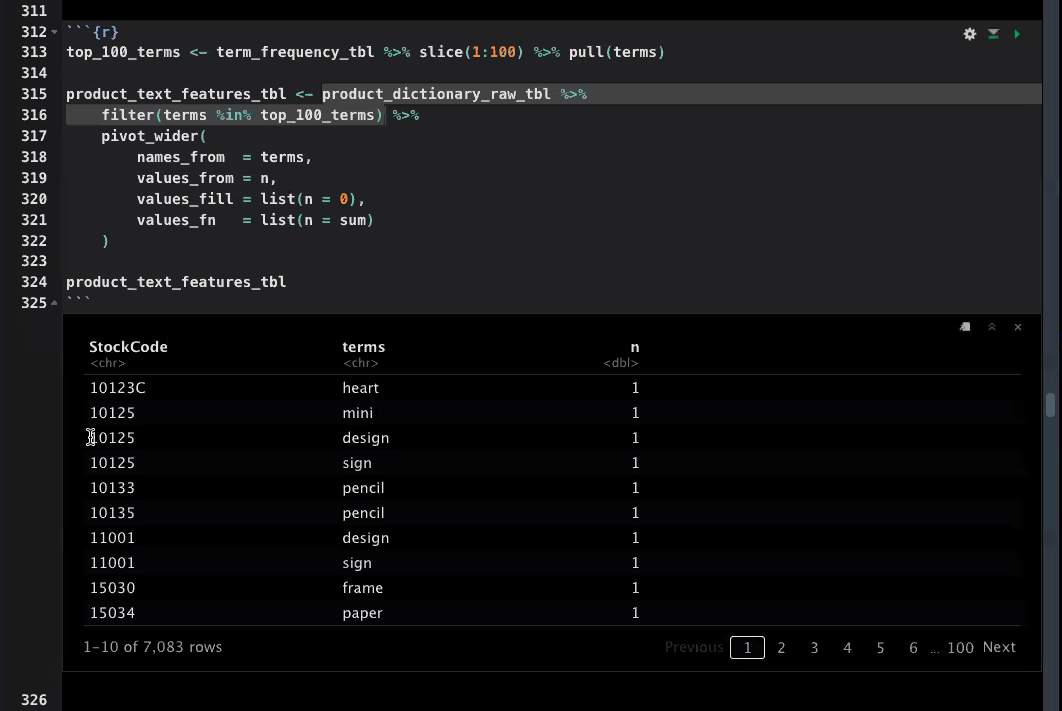 311
312 ```{r}
313 top_100_terms <- term_frequency_tbl %>% slice(1:100) %>% pull(terms)
314
315 product_text_features_tbl <- product_dictionary_raw_tbl %>%
316     filter(terms %in% top_100_terms) %>%
317     pivot_wider(
318         names_from  = terms,
319         values_from = n,
320         values_fill = list(n = 0),
321         values_fn   = list(n = sum)
322     )
323
324 product_text_features_tbl
325 ```
StockCode terms n
<chr> <chr> <dbl>
10123C heart 1
10125 mini 1
10125 design 1
10125 sign 1
10133 pencil 1
10135 pencil 1
11001 design 1
11001 sign 1
15030 frame 1
15034 paper 1
1-10 of 7,083 rows Previous 1 2 3 4 5 6 ... 100 Next
326